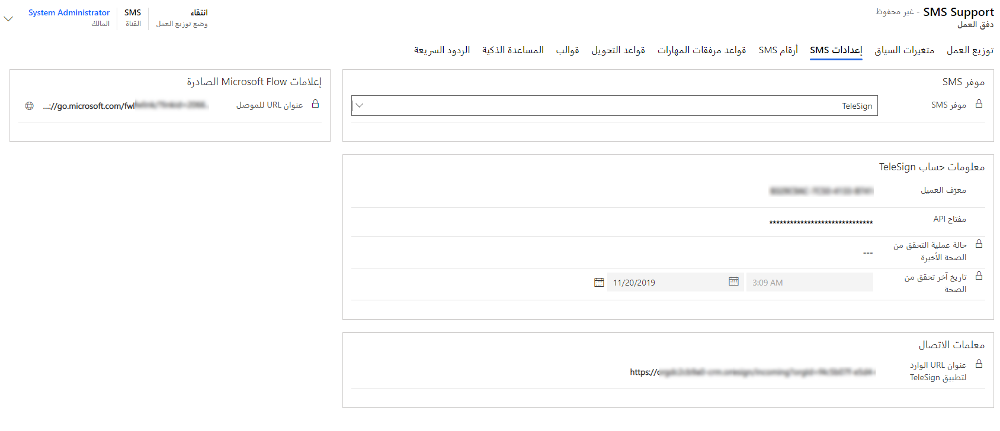 SMS Support - غير محفوظ
دفق العمل
انتقاء
وضع توزيع العمل
SMS
القناة
System Administrator
المالك
توزيع العمل
متغيرات السياق
إعدادات SMS
أرقام SMS
قواعد مرفقات المهارات
قواعد التحويل
قوالب
المساعدة الذكية
الردود السريعة
موفر SMS
موفر SMS
TeleSign
إعلامات Microsoft Flow الصادرة
عنوان URL للموصل
...://go.microsoft.com/fwl
معلومات حساب TeleSign
معرّف العميل
مفتاح API
******************************
حالة عملية التحقق من
الصحة الأخيرة
---
تاريخ آخر تحقق من
الصحة
3:09 AM
11/20/2019
معلمات الاتصال
عنوان URL الوارد
لتطبيق TeleSign
https://